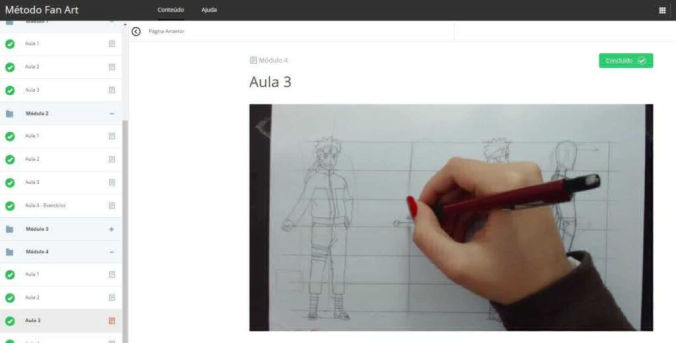 Método Fan Art
Conteúdo
Ajuda
Módulo 1
Aula 1
Aula 2
Aula 3
Módulo 2
Aula 1
Aula 2
Aula 3
Aula 4 - Exercícios
Módulo 3
Módulo 4
Aula 1
Aula 2
Aula 3
Página Anterior
Módulo 4
Concluído
Aula 3